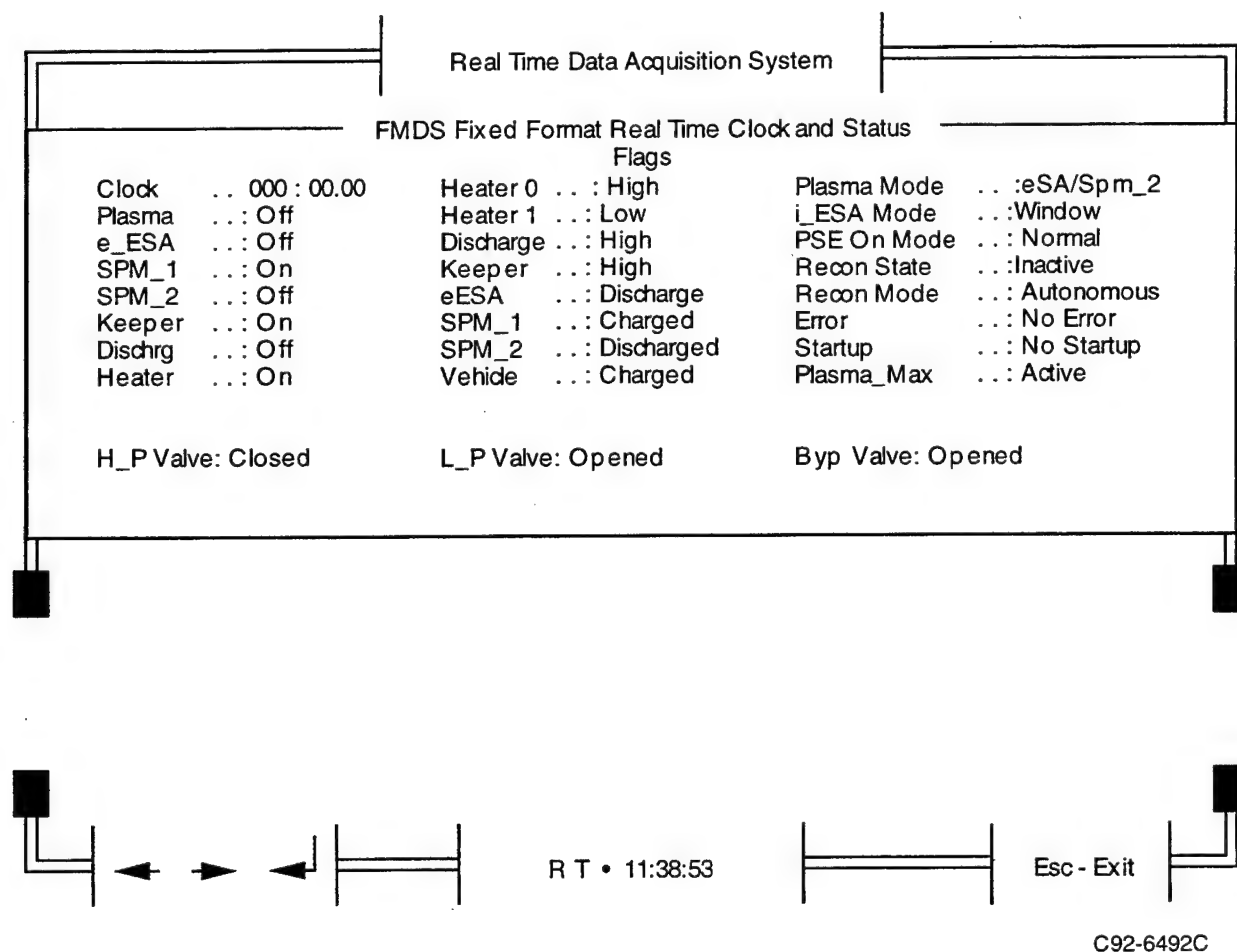 Real Time Data Acquisition System
FMDS Fixed Format Real Time Clock and Status
Flags
Clock .. 000 : 00.00 Heater 0 .. : High Plasma Mode .. :eSA/Spm_2
Plasma ..: Off Heater 1 ..: Low i_ESA Mode ..:Window
e_ESA ..: Off Discharge ..: High PSE On Mode ..: Normal
SPM_1 ..: On Keeper ..: High Recon State ..:Inactive
SPM_2 ..: Off eESA ..: Discharge Recon Mode ..: Autonomous
Keeper ..: On SPM_1 ..: Charged Error ..: No Error
Dischrg ..: Off SPM_2 ..: Discharged Startup ..: No Startup
Heater ..: On Vehicle ..: Charged Plasma_Max ..: Active
H_P Valve: Closed L_P Valve: Opened Byp Valve: Opened
R T • 11:38:53 Esc - Exit
C92-6492C